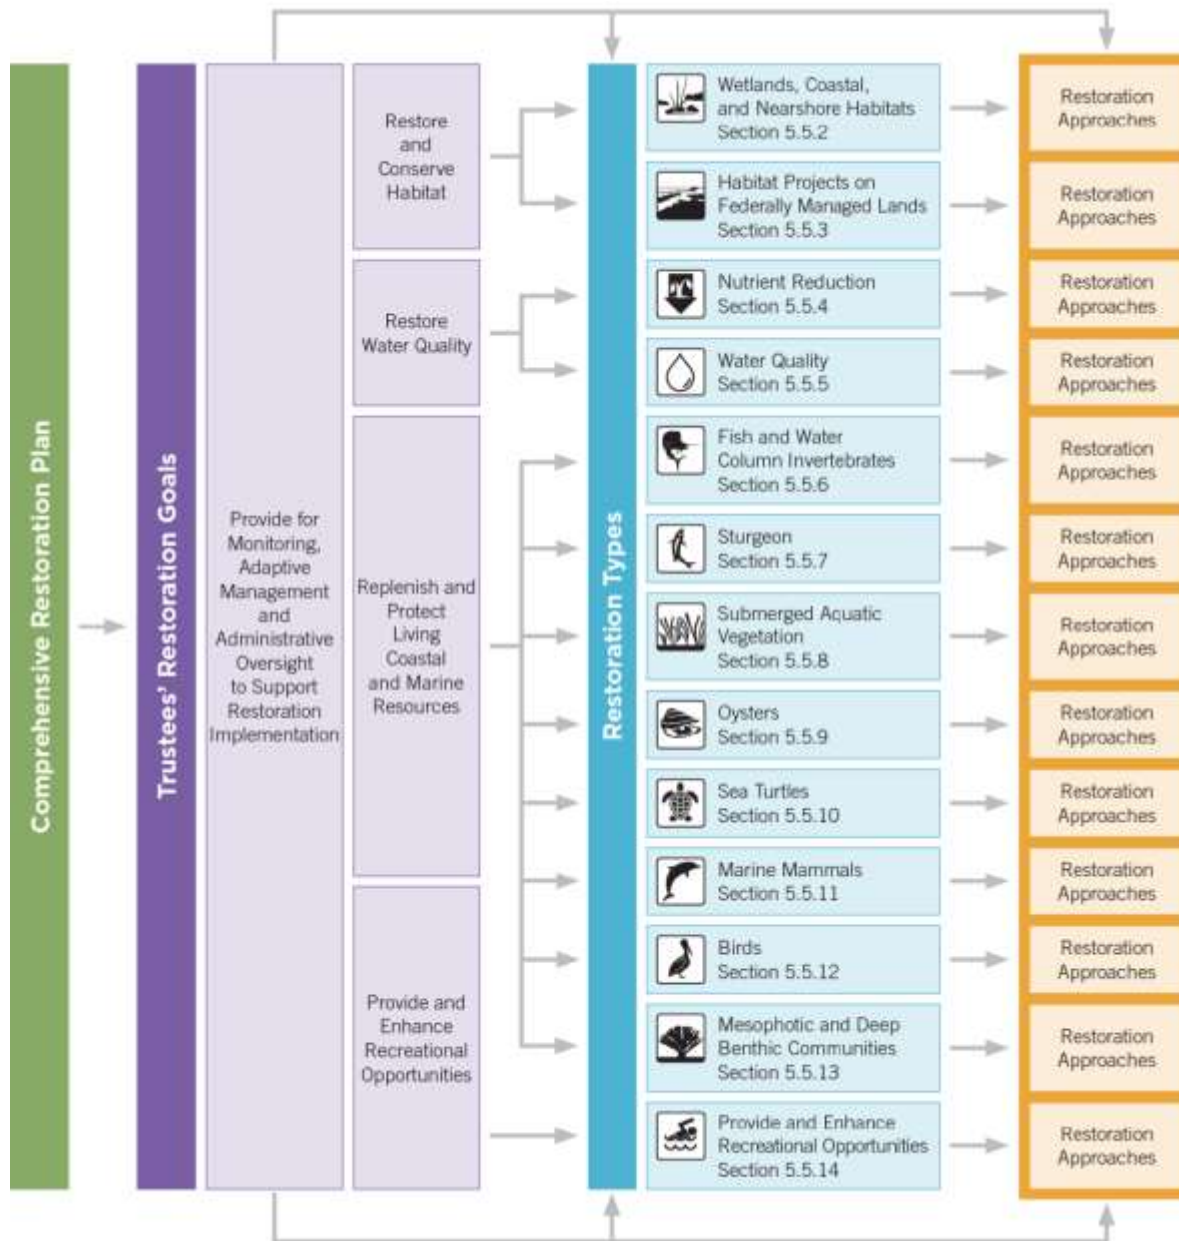 Comprehensive Restoration Plan
Trustees' Restoration Goals
Provide for
Monitoring,
Adaptive
Management
and
Administrative
Oversight
to Support
Restoration
Implementation
Restore
and
Conserve
Habitat
Restore
Water Quality
Replenish and
Protect
Living
Coastal
and Marine
Resources
Provide and
Enhance
Recreational
Opportunities
Restoration Types
Wetlands, Coastal,
and Nearshore Habitats
Section 5.5.2
Restoration
Approaches
Habitat Projects on
Federally Managed Lands
Section 5.5.3
Restoration
Approaches
Nutrient Reduction
Section 5.5.4
Restoration
Approaches
Water Quality
Section 5.5.5
Restoration
Approaches
Fish and Water
Column Invertebrates
Section 5.5.6
Restoration
Approaches
Sturgeon
Section 5.5.7
Restoration
Approaches
Submerged Aquatic
Vegetation
Section 5.5.8
Restoration
Approaches
Oysters
Section 5.5.9
Restoration
Approaches
Sea Turtles
Section 5.5.10
Restoration
Approaches
Marine Mammals
Section 5.5.11
Restoration
Approaches
Birds
Section 5.5.12
Restoration
Approaches
Mesophotic and Deep
Benthic Communities
Section 5.5.13
Restoration
Approaches
Provide and Enhance
Recreational Opportunities
Section 5.5.14
Restoration
Approaches